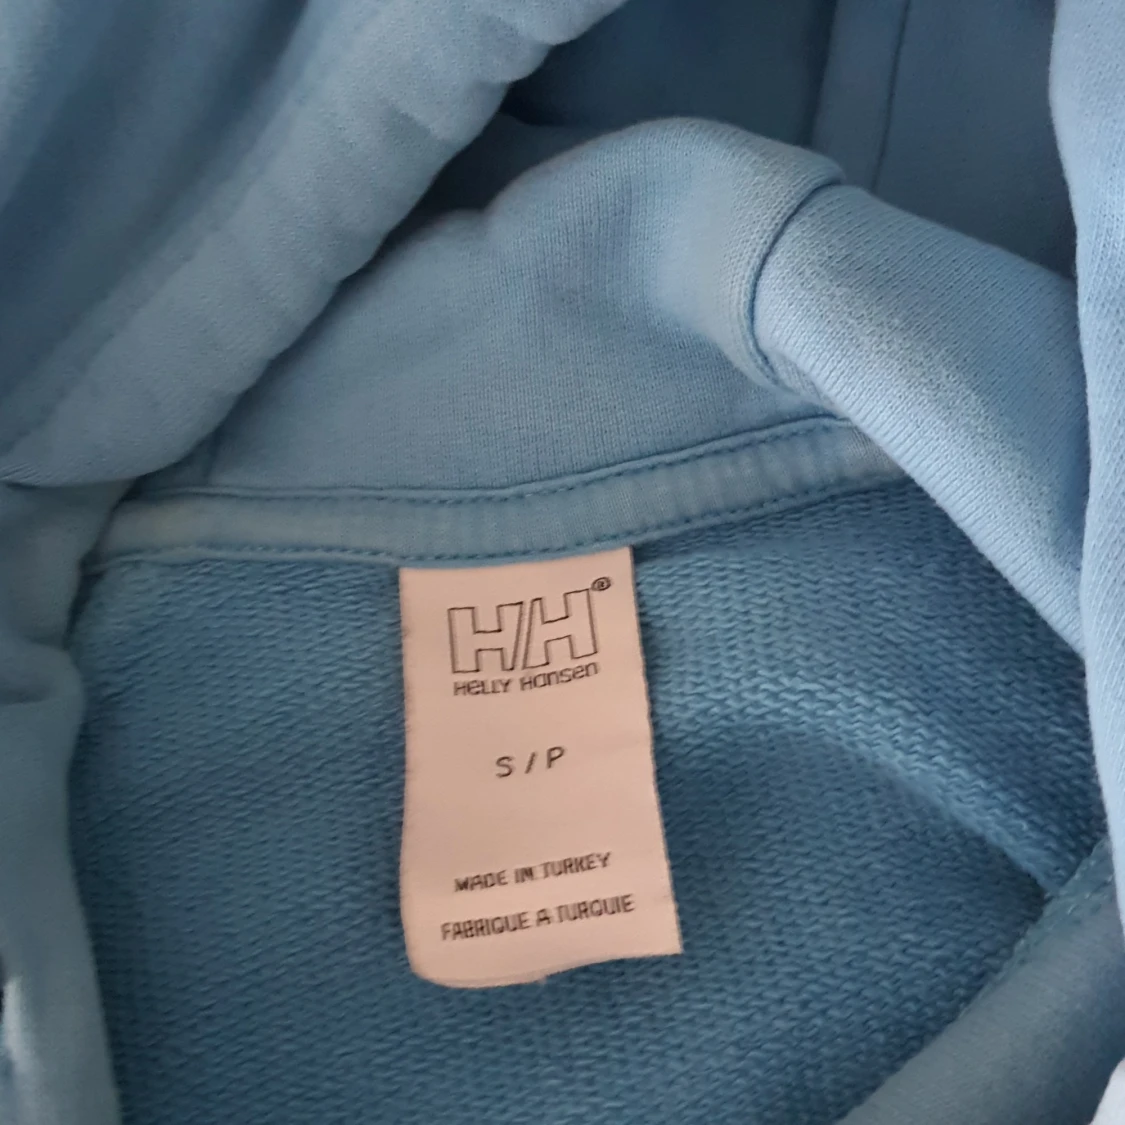 HH®
HELLY HANSEN
S / P
MADE IN TURKEY
FABRIQUE A TURQUIE